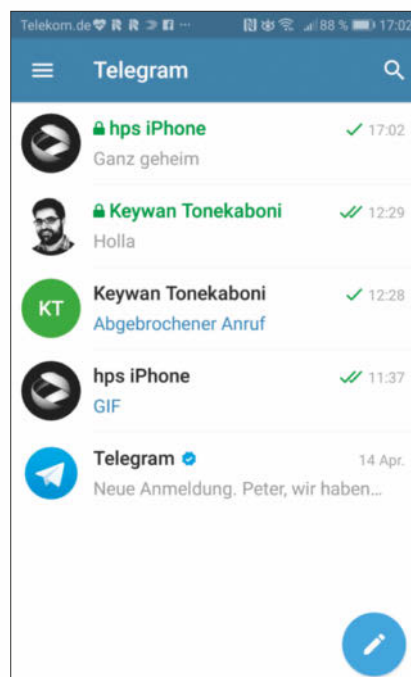 Telekom.de 88 % 17:02
Telegram
hps iPhone 17:02
Ganz geheim
Keywan Tonekaboni 12:29
Holla
KT Keywan Tonekaboni 12:28
Abgebrochener Anruf
hps iPhone 11:37
GIF
Telegram 14 Apr.
Neue Anmeldung. Peter, wir haben...